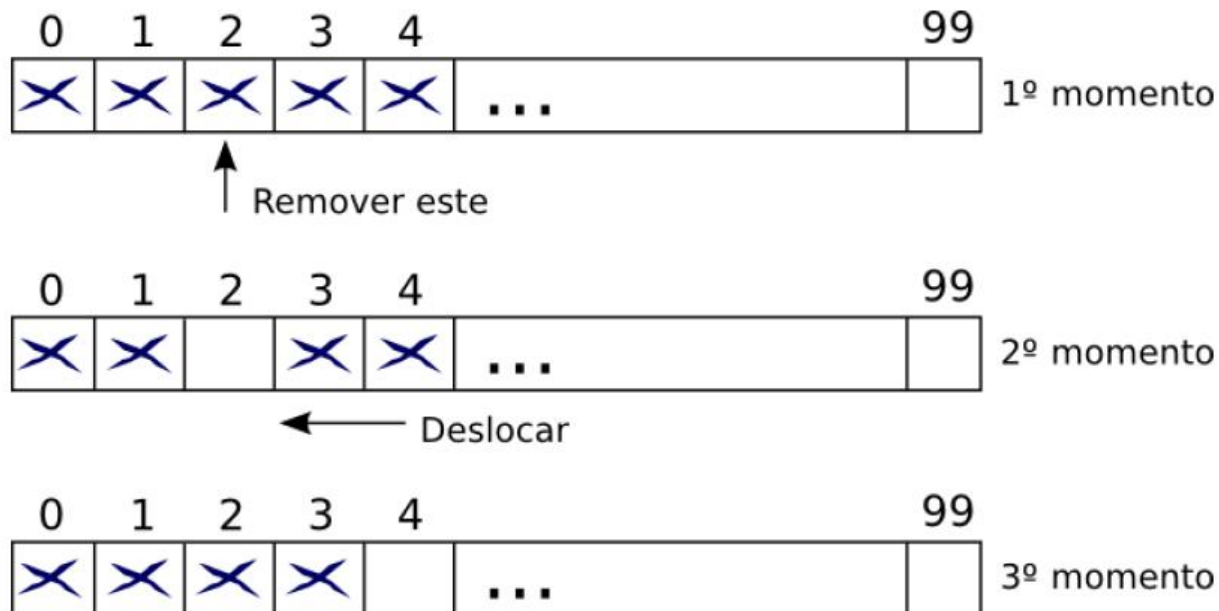 0 1 2 3 4 99
... 1º momento
Remover este
0 1 2 3 4 99
... 2º momento
Deslocar
0 1 2 3 4 99
... 3º momento